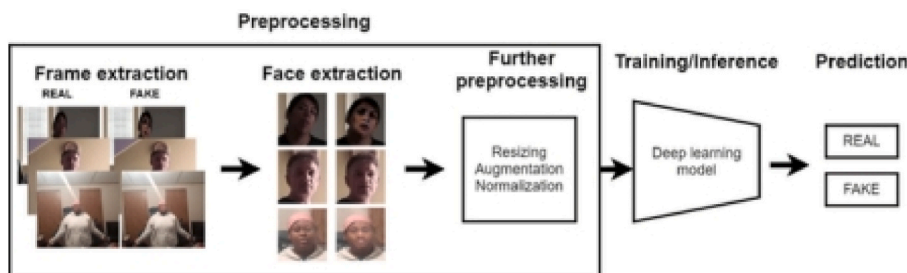 Preprocessing
Frame extraction
REAL FAKE
Face extraction
Further
preprocessing
Resizing
Augmentation
Normalization
Training/Inference
Deep learning
model
Prediction
REAL
FAKE